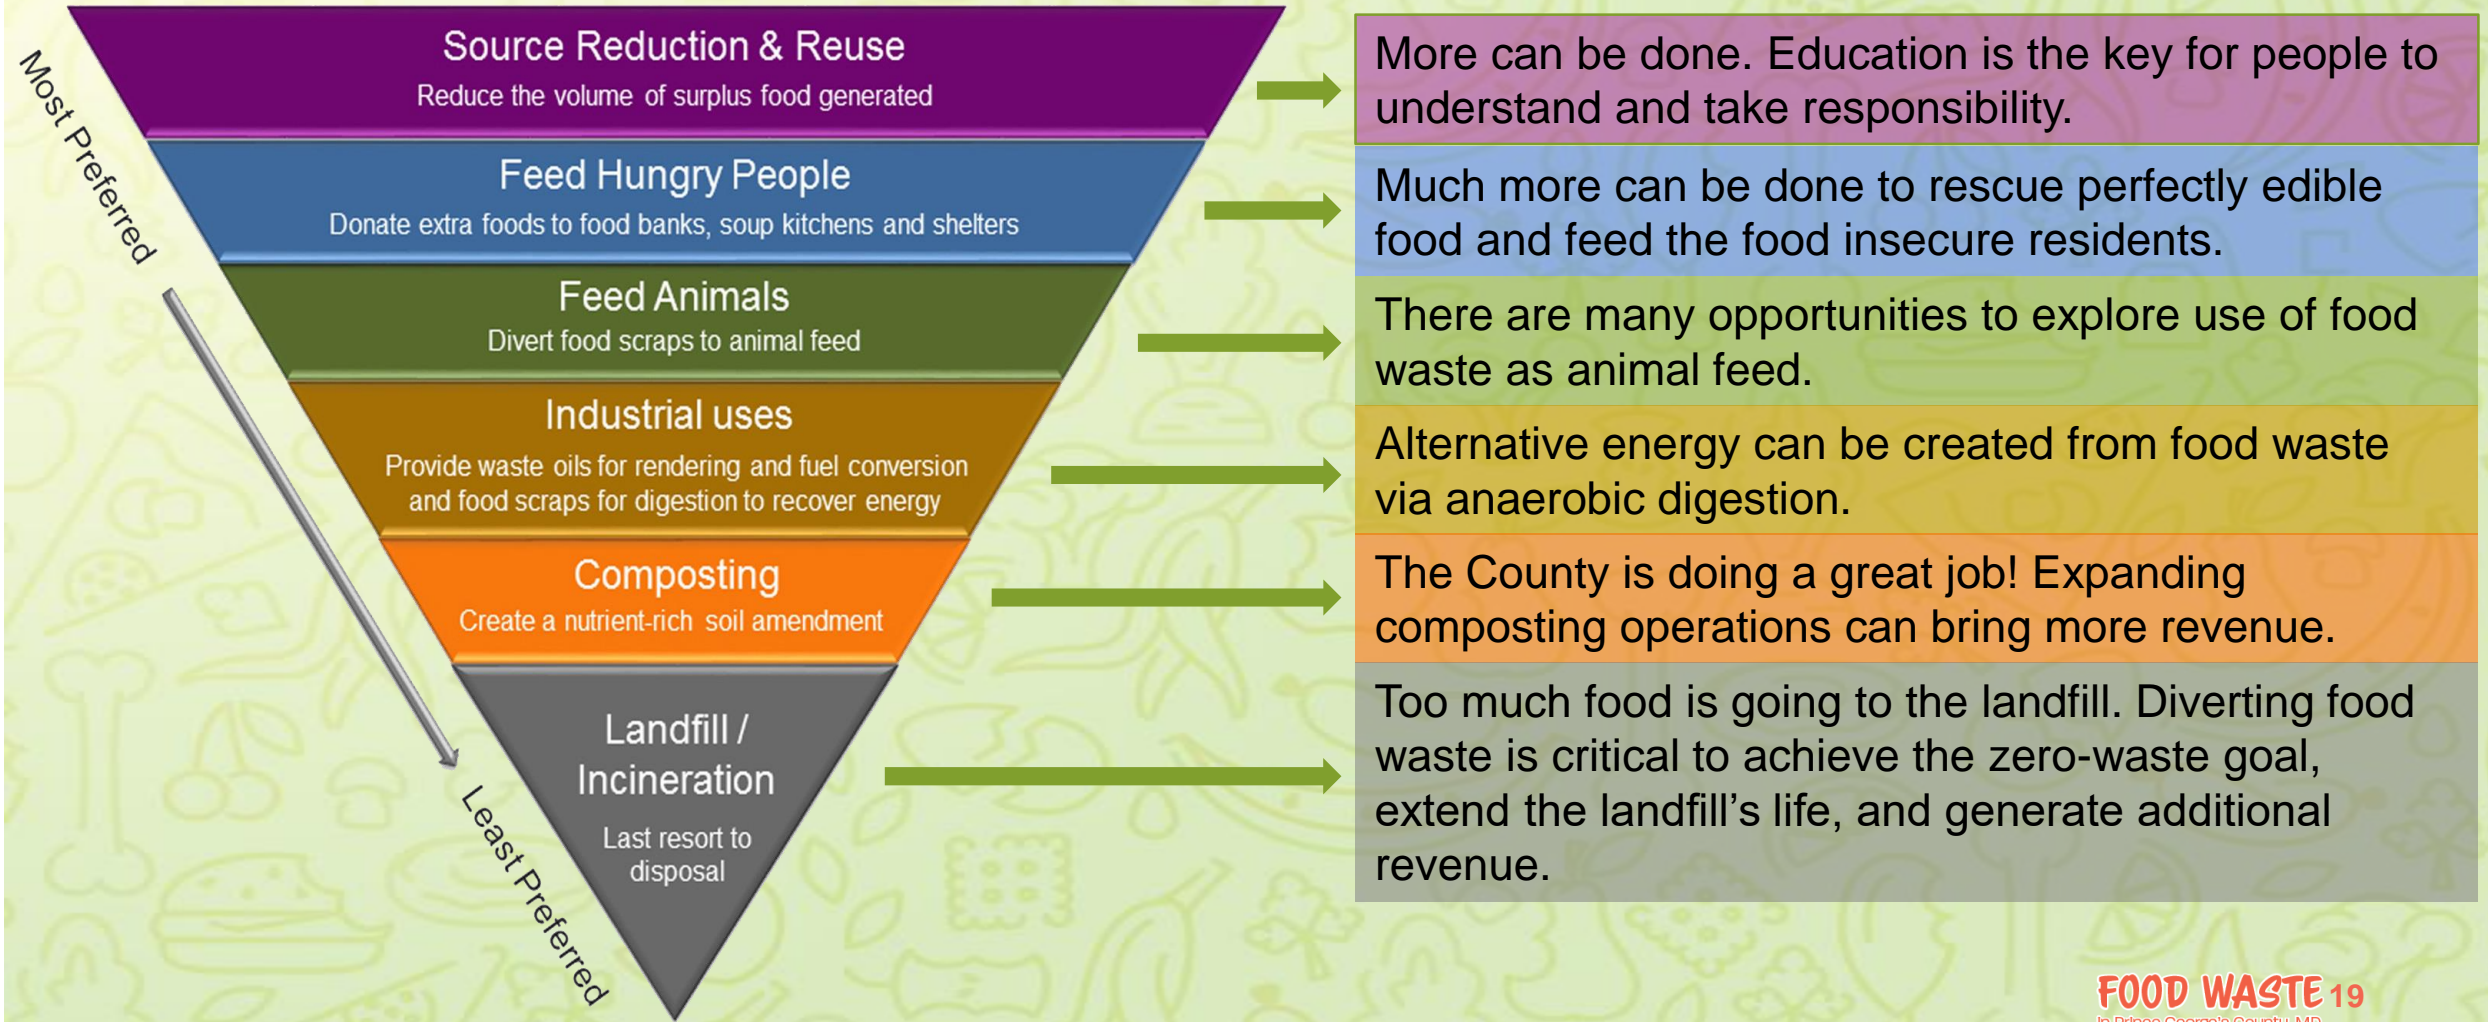 Most Preferred
Source Reduction & Reuse
Reduce the volume of surplus food generated
Feed Hungry People
Donate extra foods to food banks, soup kitchens and shelters
Feed Animals
Divert food scraps to animal feed
Industrial uses
Provide waste oils for rendering and fuel conversion
and food scraps for digestion to recover energy
Composting
Create a nutrient-rich soil amendment
Landfill /
Incineration
Last resort to
disposal
Least Preferred
More can be done. Education is the key for people to
understand and take responsibility.
Much more can be done to rescue perfectly edible
food and feed the food insecure residents.
There are many opportunities to explore use of food
waste as animal feed.
Alternative energy can be created from food waste
via anaerobic digestion.
The County is doing a great job! Expanding
composting operations can bring more revenue.
Too much food is going to the landfill. Diverting food
waste is critical to achieve the zero-waste goal,
extend the landfill’s life, and generate additional
revenue.
FOOD WASTE 19
in Prince George's County, MD